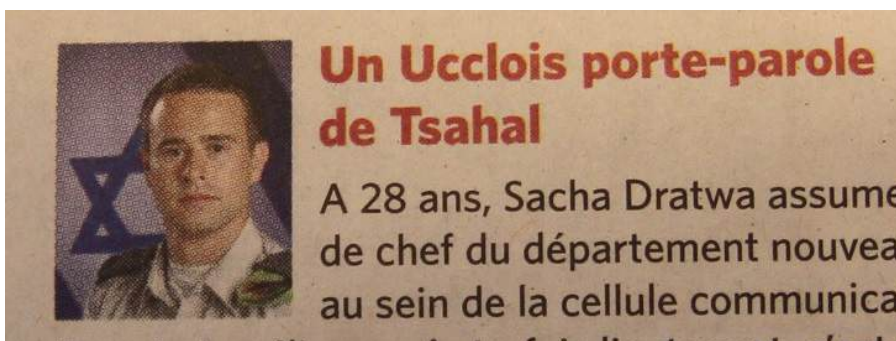 Un Ucclois porte-parole
de Tsahal
A 28 ans, Sacha Dratwa assume
de chef du département nouvea
au sein de la cellule communica